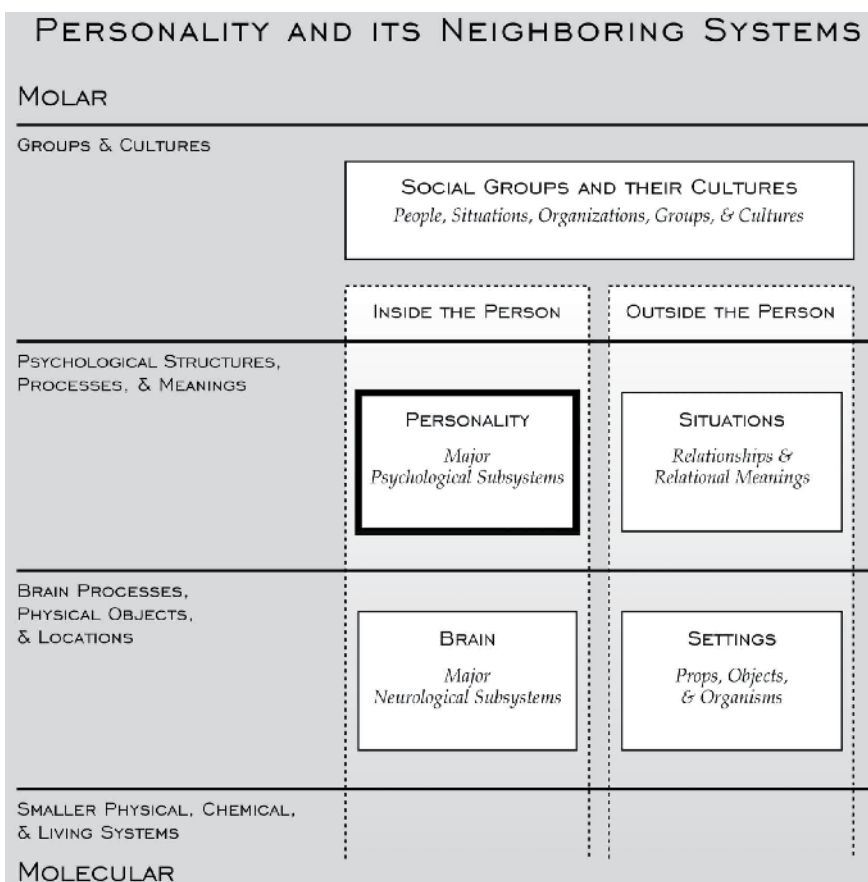 PERSONALITY AND ITS NEIGHBORING SYSTEMS
MOLAR
GROUPS & CULTURES
SOCIAL GROUPS AND THEIR CULTURES
People, Situations, Organizations, Groups, & Cultures
INSIDE THE PERSON
OUTSIDE THE PERSON
PSYCHOLOGICAL STRUCTURES,
PROCESSES, & MEANINGS
PERSONALITY
Major
Psychological Subsystems
SITUATIONS
Relationships &
Relational Meanings
BRAIN PROCESSES,
PHYSICAL OBJECTS,
& LOCATIONS
BRAIN
Major
Neurological Subsystems
SETTINGS
Props, Objects,
& Organisms
SMALLER PHYSICAL, CHEMICAL,
& LIVING SYSTEMS
MOLECULAR